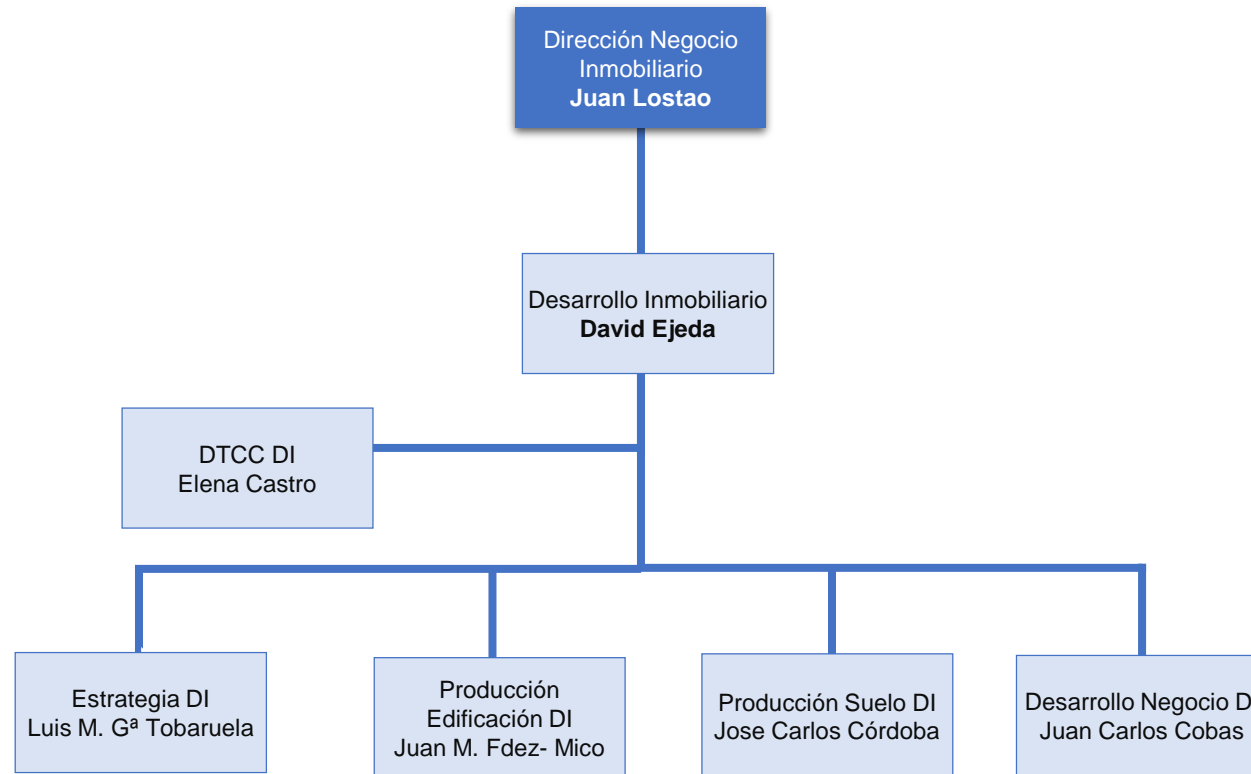 Dirección Negocio
Inmobiliario
Juan Lostao
Desarrollo Inmobiliario
David Ejeda
DTCC DI
Elena Castro
Estrategia DI
Luis M. Gª Tobaruela
Producción
Edificación DI
Juan M. Fdez- Mico
Producción Suelo DI
Jose Carlos Córdoba
Desarrollo Negocio DI
Juan Carlos Cobas